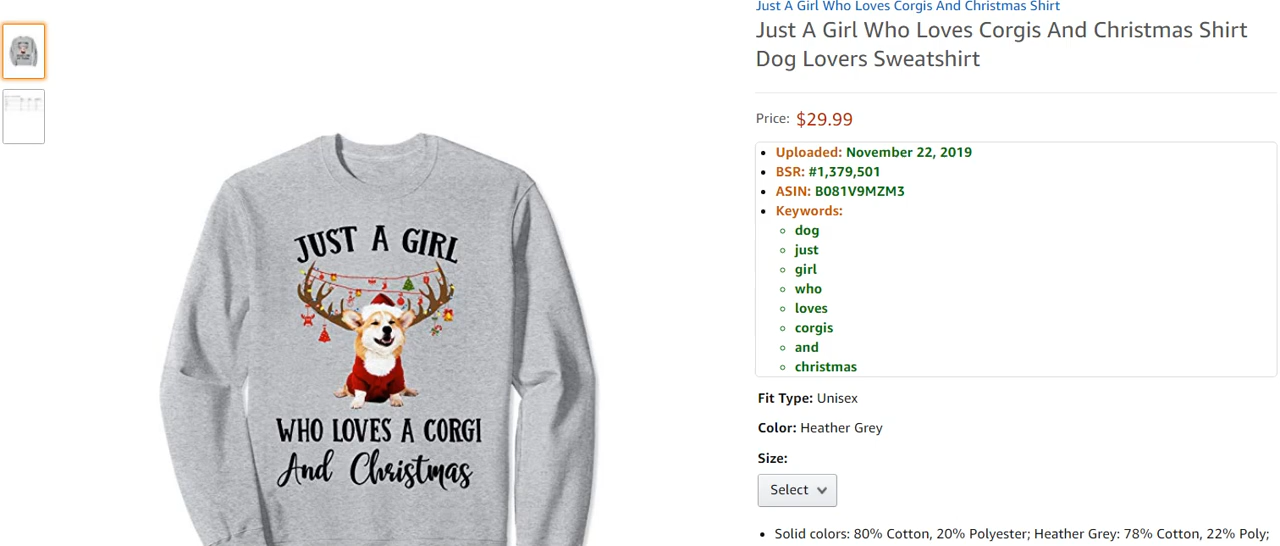 Just A Girl Who Loves Corgis And Christmas Shirt
Just A Girl Who Loves Corgis And Christmas Shirt
Dog Lovers Sweatshirt
Price: $29.99
Uploaded: November 22, 2019
BSR: #1,379,501
ASIN: B081V9MZM3
Keywords:
dog
just
girl
who
loves
corgis
and
christmas
Fit Type: Unisex
Color: Heather Grey
Size:
Select
Solid colors: 80% Cotton, 20% Polyester; Heather Grey: 78% Cotton, 22% Poly;
JUST A GIRL
WHO LOVES A CORGI
And Christmas